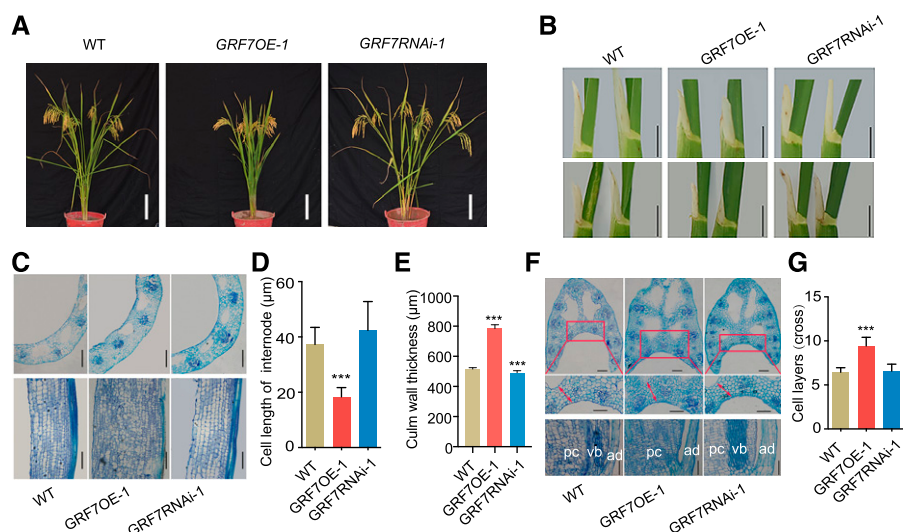 A
WT
GRF7OE-1
GRF7RNAi-1
B
WT
GRF7OE-1
GRF7RNAi-1
C
WT
GRF7OE-1
GRF7RNAi-1
D
Cell length of internode (μm)
60
40
20
0
***
WT
GRF7OE-1
GRF7RNAi-1
E
Culm wall thickness (μm)
1000
800
600
400
200
0
***
***
WT
GRF7OE-1
GRF7RNAi-1
F
pc vb ad
pc ad
pc vb ad
WT
GRF7OE-1
GRF7RNAi-1
G
Cell layers (cross)
15
10
5
0
***
WT
GRF7OE-1
GRF7RNAi-1